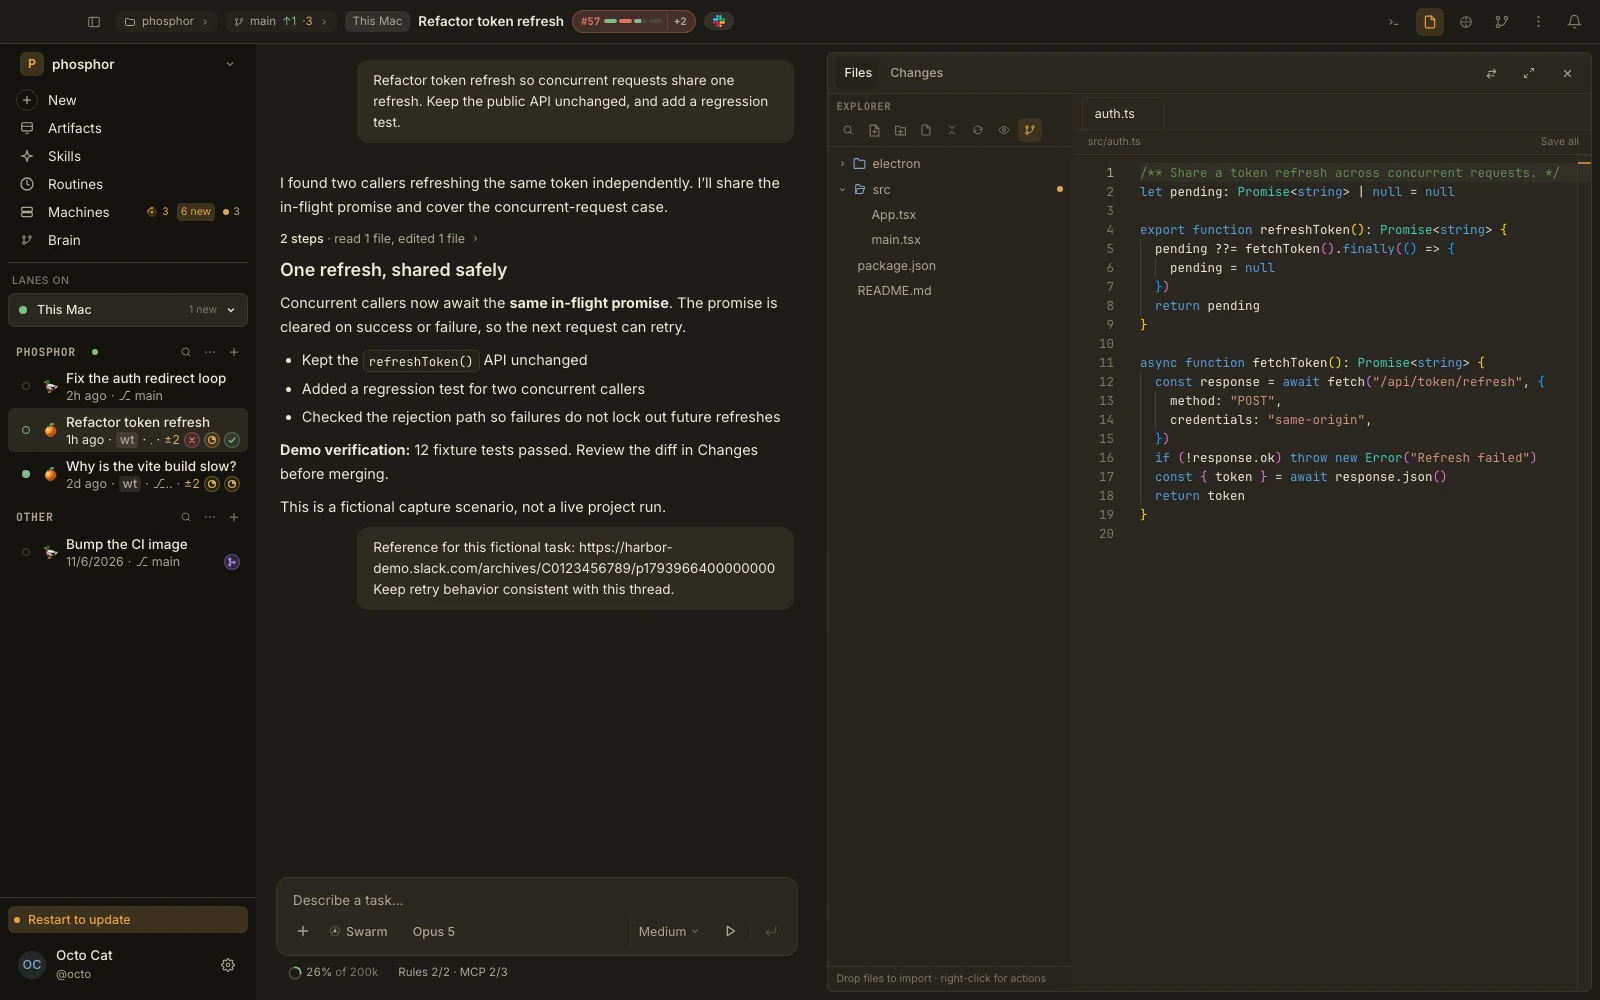 phosphor
main ↑1 ·3
This Mac
Refactor token refresh
#57
+2
P phosphor
New
Artifacts
Skills
Routines
Machines 3 6 new 3
Brain
LANES ON
This Mac 1 new
PHOSPHOR
Fix the auth redirect loop
2h ago · main
Refactor token refresh
1h ago · wt · . · ±2
Why is the vite build slow?
2d ago · wt · .. · ±2
OTHER
Bump the CI image
11/6/2026 · main
Restart to update
OC
Octo Cat
@octo
Refactor token refresh so concurrent requests share one
refresh. Keep the public API unchanged, and add a regression
test.
I found two callers refreshing the same token independently. I’ll share the
in-flight promise and cover the concurrent-request case.
2 steps · read 1 file, edited 1 file
One refresh, shared safely
Concurrent callers now await the same in-flight promise. The promise is
cleared on success or failure, so the next request can retry.
• Kept the refreshToken() API unchanged
• Added a regression test for two concurrent callers
• Checked the rejection path so failures do not lock out future refreshes
Demo verification: 12 fixture tests passed. Review the diff in Changes
before merging.
This is a fictional capture scenario, not a live project run.
Reference for this fictional task: https://harbor-
demo.slack.com/archives/C0123456789/p1793966400000000
Keep retry behavior consistent with this thread.
Describe a task…
Swarm Opus 5 Medium
26% of 200k Rules 2/2 · MCP 2/3
Files Changes
EXPLORER
electron
src
App.tsx
main.tsx
package.json
README.md
Drop files to import · right-click for actions
auth.ts
src/auth.ts Save all
1 /** Share a token refresh across concurrent requests. */
2 let pending: Promise<string> | null = null
3
4 export function refreshToken(): Promise<string> {
5 pending ??= fetchToken().finally(() => {
6 pending = null
7 })
8 return pending
9 }
10
11 async function fetchToken(): Promise<string> {
12 const response = await fetch("/api/token/refresh", {
13 method: "POST",
14 credentials: "same-origin",
15 })
16 if (!response.ok) throw new Error("Refresh failed")
17 const { token } = await response.json()
18 return token
19 }
20